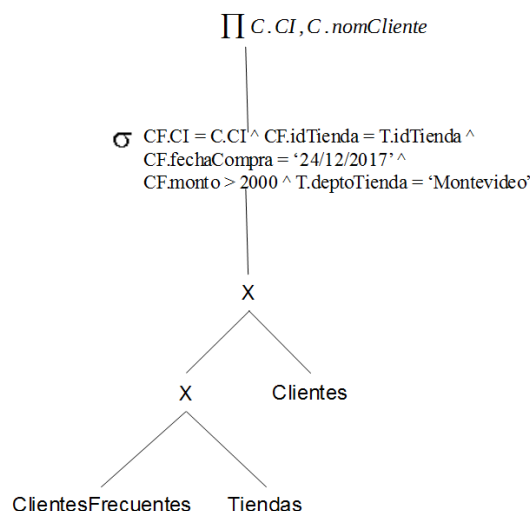 ∏ C.CI, C.nomCliente
σ CF.CI = C.CI ^ CF.idTienda = T.idTienda ^
CF.fechaCompra = ‘24/12/2017’ ^
CF.monto > 2000 ^ T.deptoTienda = ‘Montevideo’
X
X Clientes
ClientesFrecuentes Tiendas